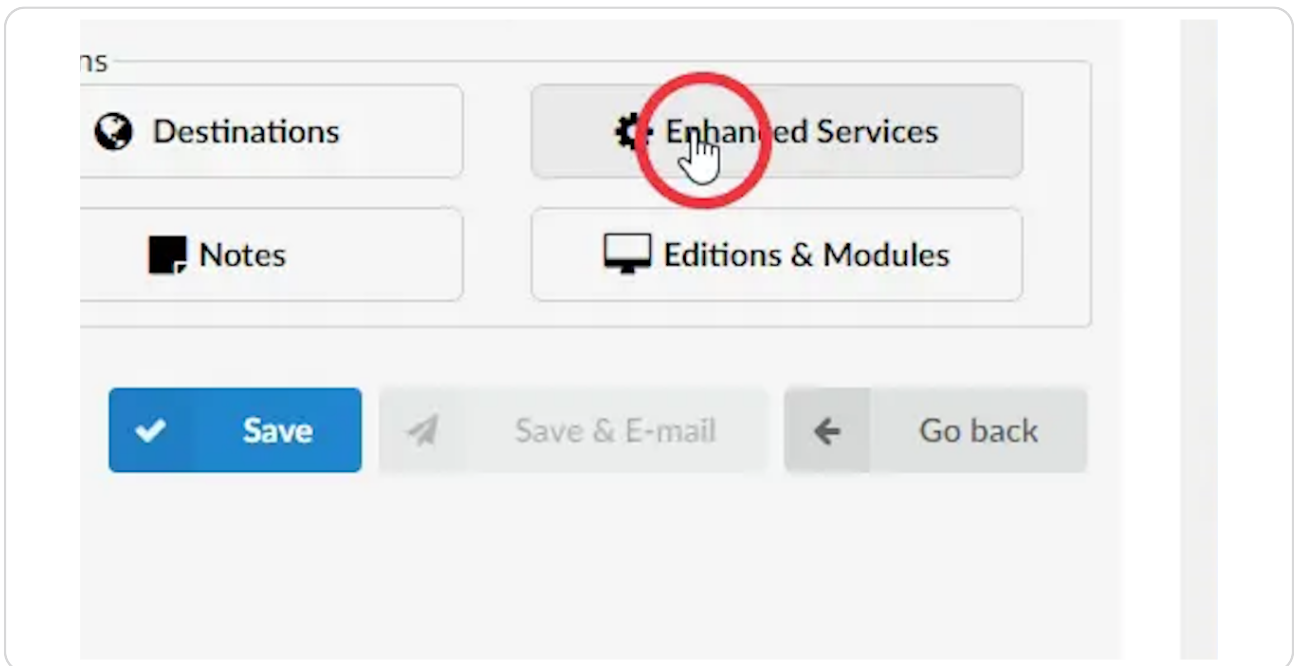 ns
Destinations
Enhanced Services
Notes
Editions & Modules
Save
Save & E-mail
Go back